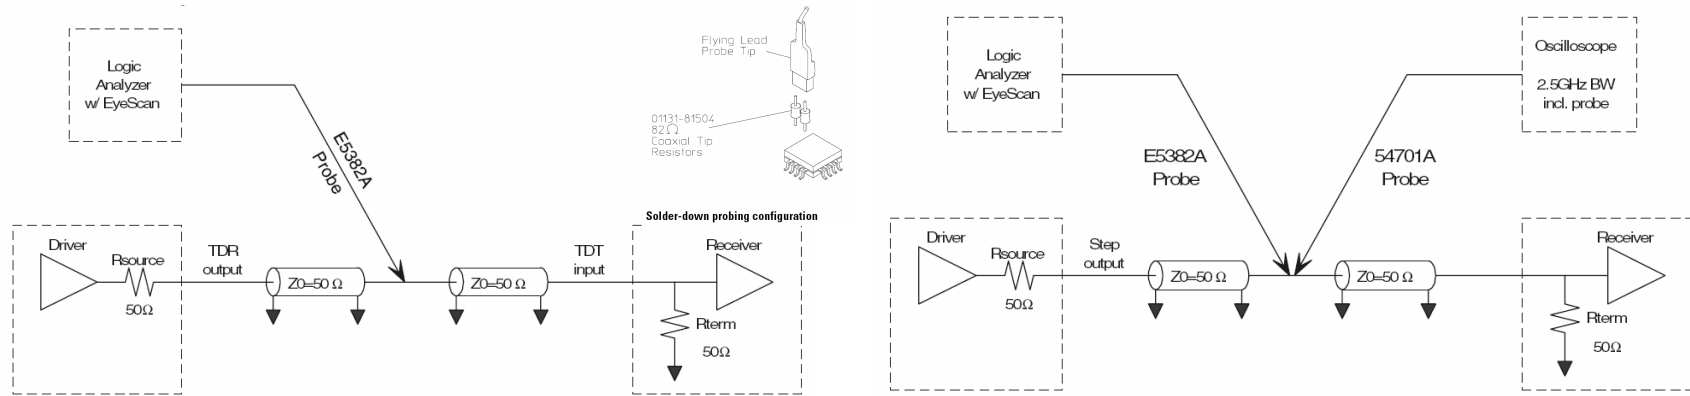 Logic
Analyzer
w/ EyeScan
E5382A
Probe
Flying Lead
Probe Tip
01131-81504
82Ω
Coaxial Tip
Resistors
Solder-down probing configuration
Driver
Rsource
50Ω
TDR
output
Z0=50 Ω
Z0=50 Ω
TDT
input
Receiver
Rterm
50Ω
Logic
Analyzer
w/ EyeScan
Oscilloscope
2.5GHz BW
incl. probe
E5382A
Probe
54701A
Probe
Driver
Rsource
50Ω
Step
output
Z0=50 Ω
Z0=50 Ω
Receiver
Rterm
50Ω